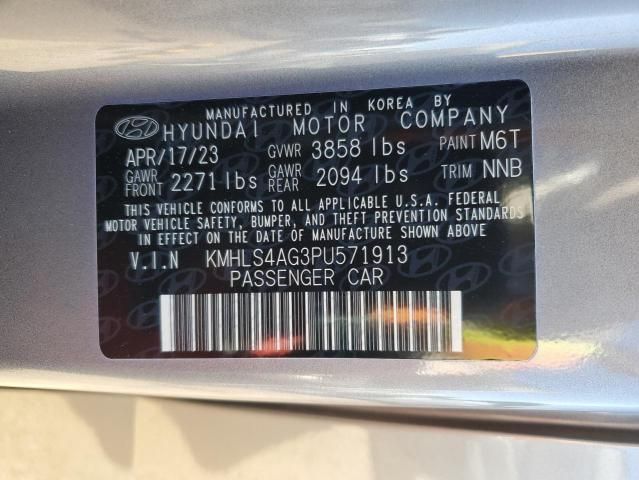 MANUFACTURED IN KOREA BY
HYUNDAI MOTOR COMPANY
APR/17/23 GVWR 3858 lbs PAINT M6T
GAWR FRONT 2271 lbs GAWR REAR 2094 lbs TRIM NNB
THIS VEHICLE CONFORMS TO ALL APPLICABLE U.S.A. FEDERAL
MOTOR VEHICLE SAFETY, BUMPER, AND THEFT PREVENTION STANDARDS
IN EFFECT ON THE DATE OF MANUFACTURE SHOWN ABOVE
V.I.N KMHLS4AG3PU571913
PASSENGER CAR